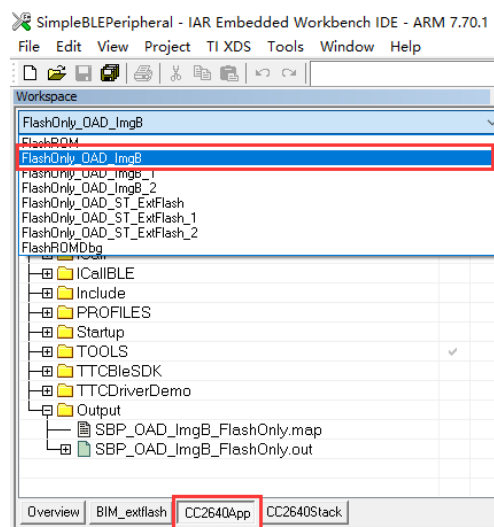 SimpleBLEPeripheral - IAR Embedded Workbench IDE - ARM 7.70.1
File Edit View Project TI XDS Tools Window Help
Workspace
FlashOnly_OAD_ImgB
FlashROM
FlashOnly_OAD_ImgB
FlashOnly_OAD_ImgB_1
FlashOnly_OAD_ImgB_2
FlashOnly_OAD_ST_ExtFlash
FlashOnly_OAD_ST_ExtFlash_1
FlashOnly_OAD_ST_ExtFlash_2
FlashROMDbg
ICall
ICallBLE
Include
PROFILES
Startup
TOOLS
TTCBleSDK
TTCDriverDemo
Output
SBP_OAD_ImgB_FlashOnly.map
SBP_OAD_ImgB_FlashOnly.out
Overview BIM_extflash CC2640App CC2640Stack